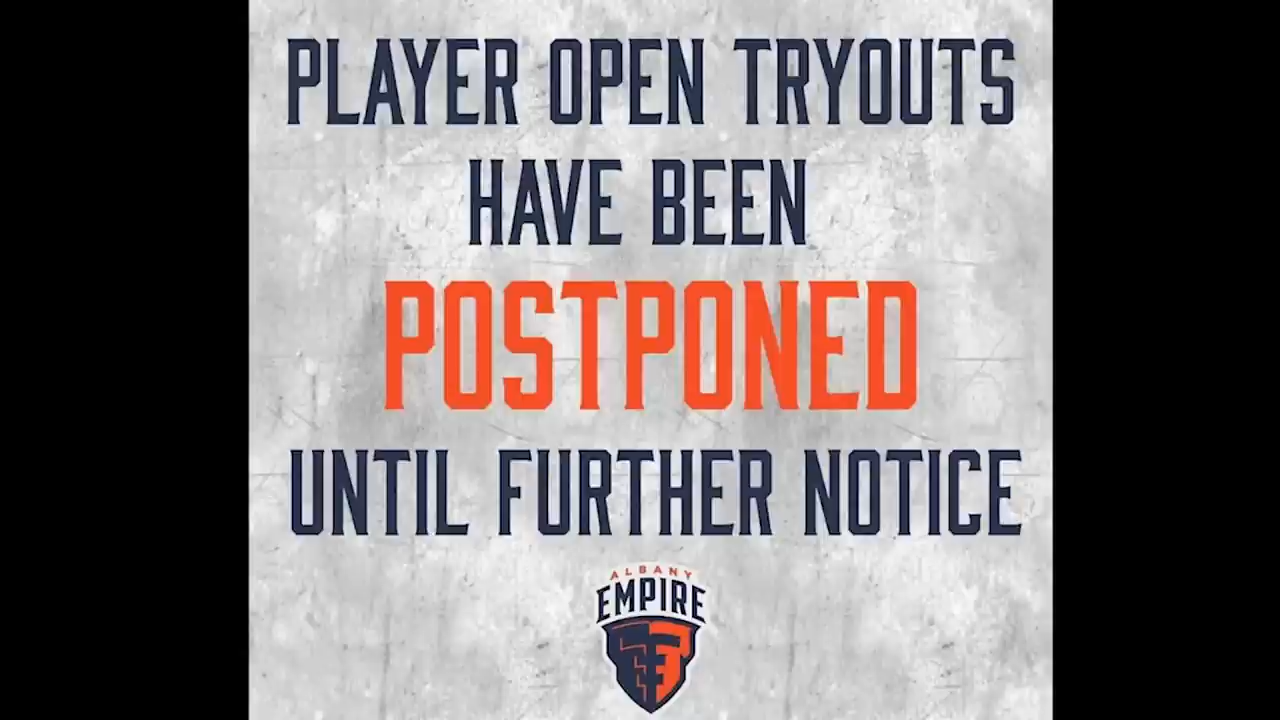 PLAYER OPEN TRYOUTS
HAVE BEEN
POSTPONED
UNTIL FURTHER NOTICE
ALBANY
EMPIRE